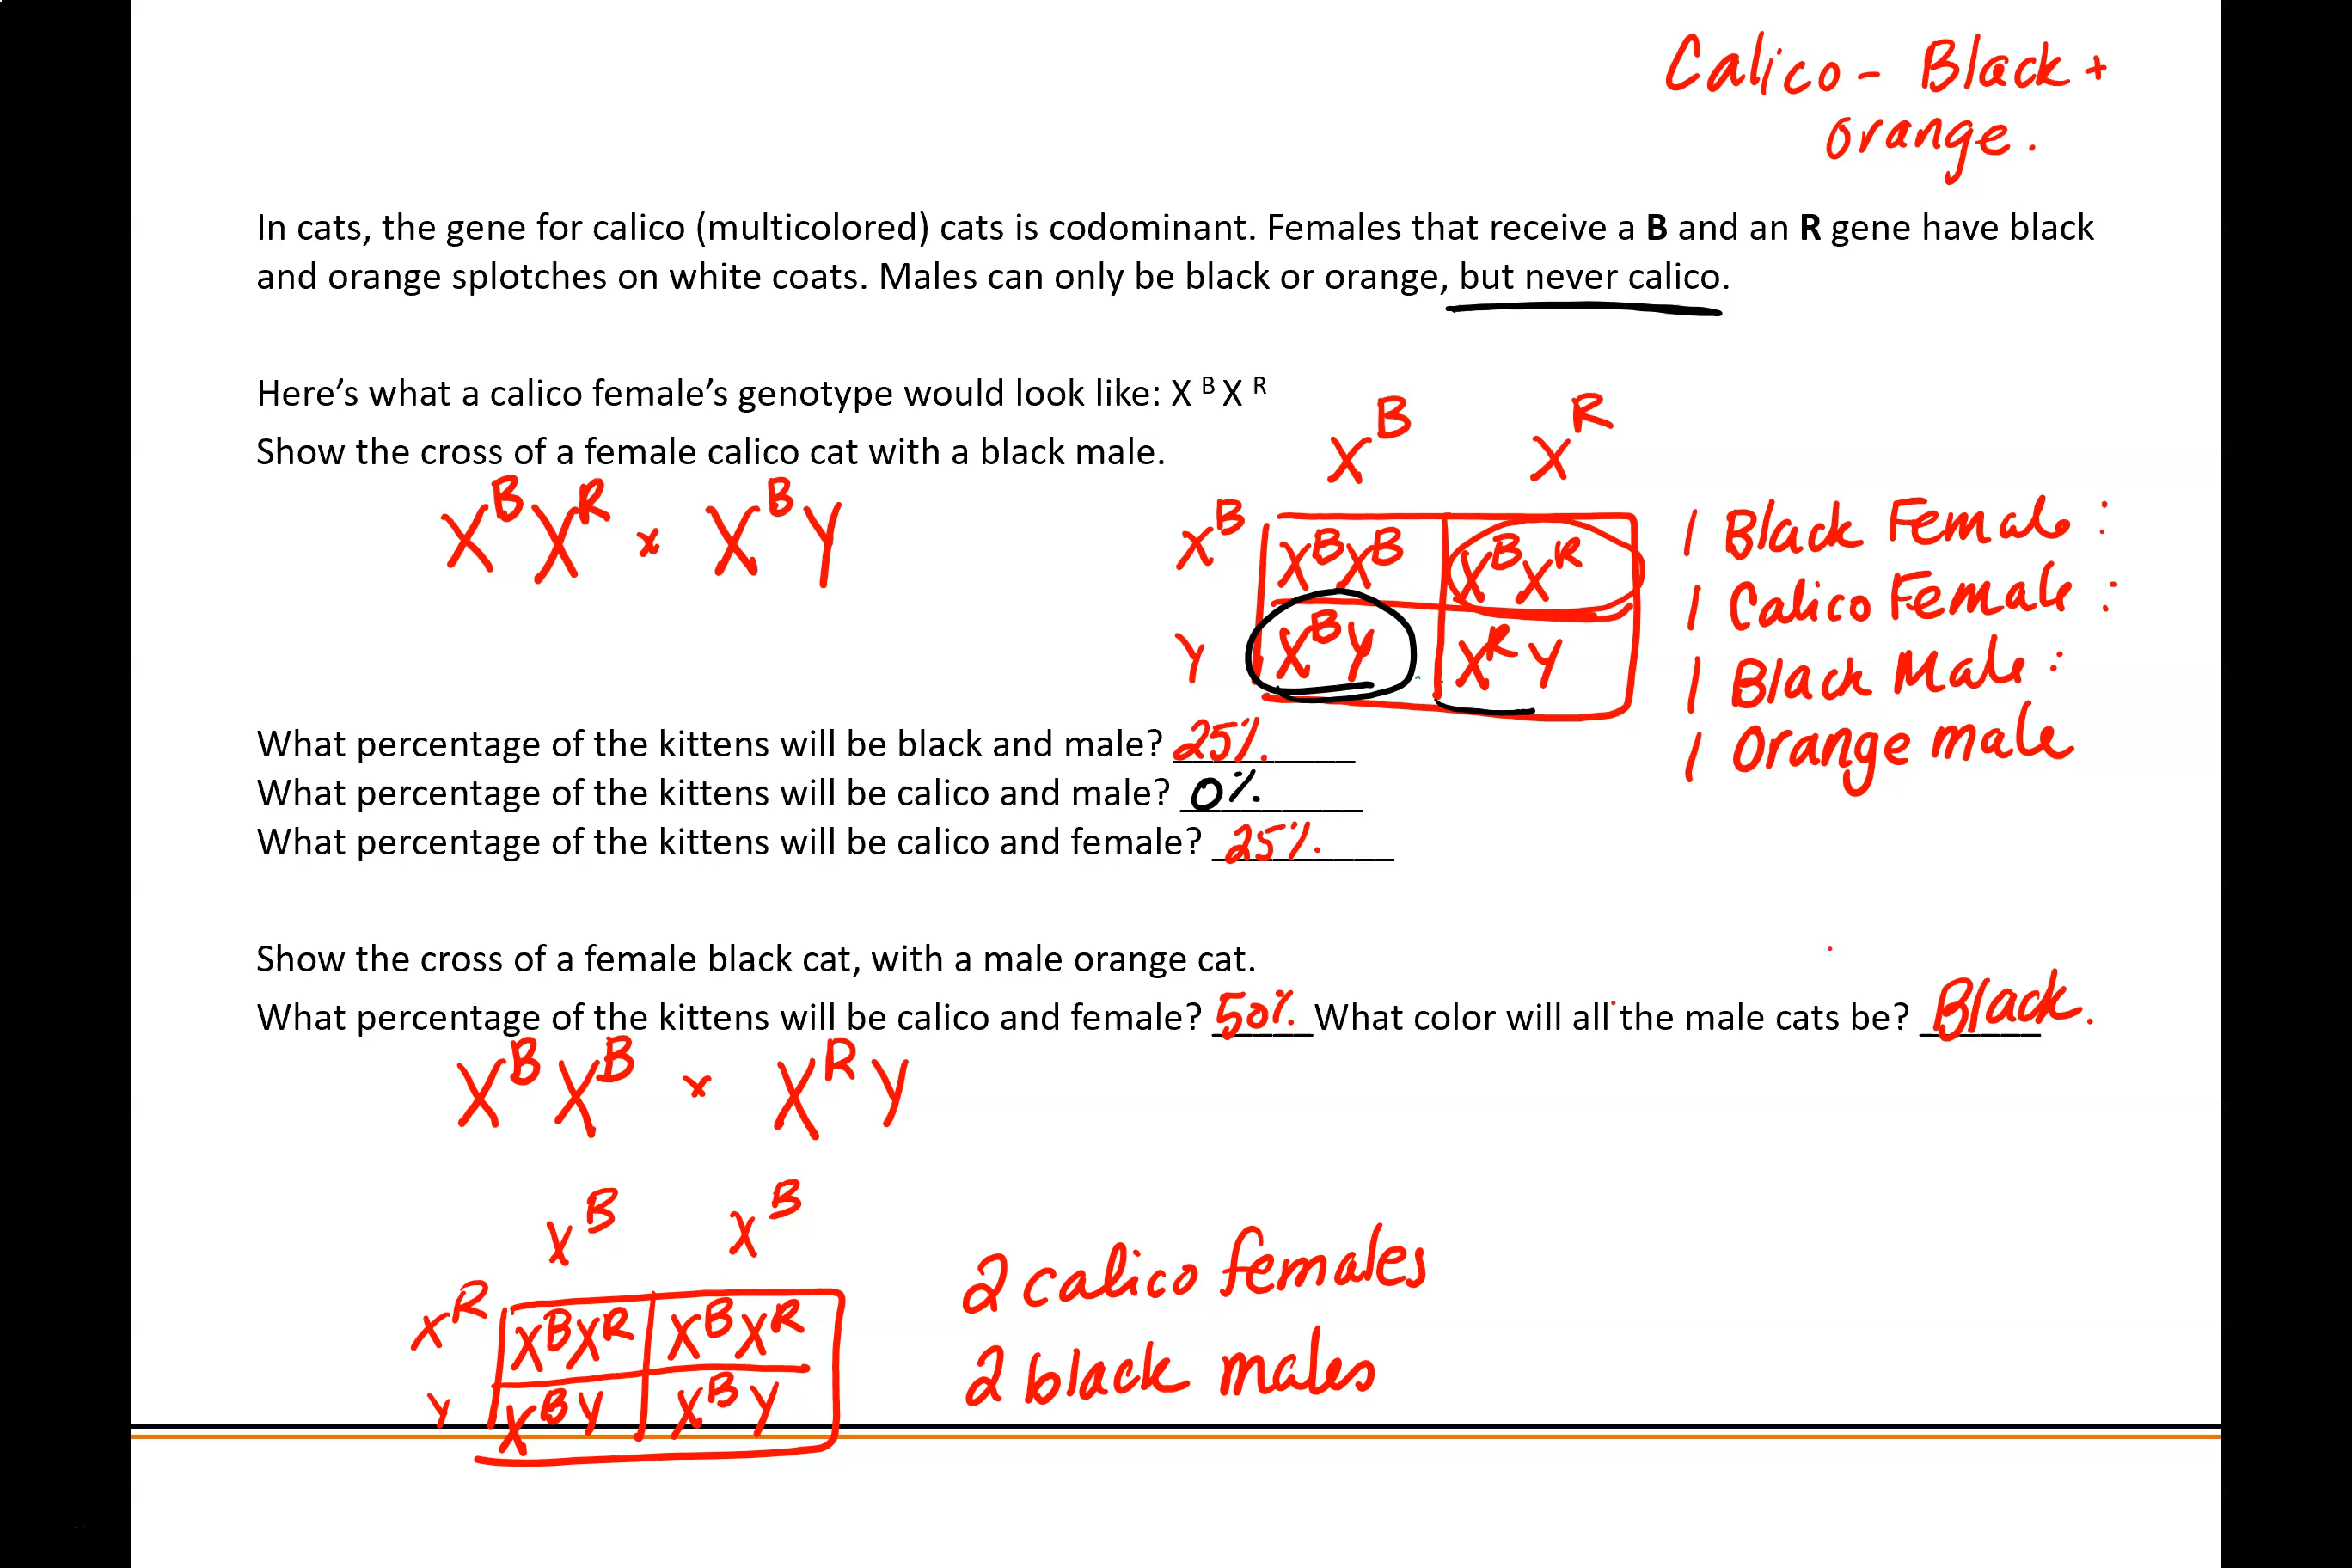 Calico - Black +
orange.
In cats, the gene for calico (multicolored) cats is codominant. Females that receive a B and an R gene have black
and orange splotches on white coats. Males can only be black or orange, but never calico.
Here’s what a calico female’s genotype would look like: X B X R
Show the cross of a female calico cat with a black male.
X^B X^R
X^B X^R x X^B Y
X^B X^B X^B X^B X^R
Y X^B Y X^R Y
1 Black Female :
1 Calico Female :
1 Black Male :
1 Orange male
What percentage of the kittens will be black and male? 25%
What percentage of the kittens will be calico and male? 0%
What percentage of the kittens will be calico and female? 25%
Show the cross of a female black cat, with a male orange cat.
What percentage of the kittens will be calico and female? 50% What color will all the male cats be? Black.
X^B X^B x X^R Y
X^B X^B
X^R X^B X^R X^B X^R
Y X^B Y X^B Y
2 calico females
2 black males